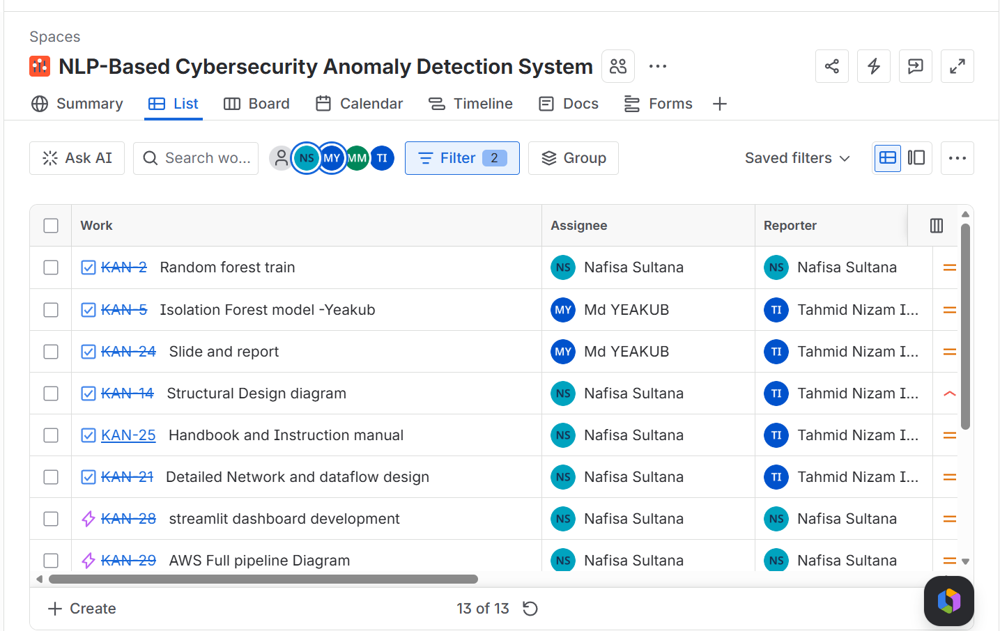 Spaces
NLP-Based Cybersecurity Anomaly Detection System
Summary List Board Calendar Timeline Docs Forms
Ask AI Search wo... NS MY MM TI Filter 2 Group Saved filters
Work Assignee Reporter
KAN-2 Random forest train NS Nafisa Sultana NS Nafisa Sultana
KAN-5 Isolation Forest model -Yeakub MY Md YEAKUB TI Tahmid Nizam I...
KAN-24 Slide and report MY Md YEAKUB TI Tahmid Nizam I...
KAN-14 Structural Design diagram NS Nafisa Sultana TI Tahmid Nizam I...
KAN-25 Handbook and Instruction manual NS Nafisa Sultana TI Tahmid Nizam I...
KAN-21 Detailed Network and dataflow design NS Nafisa Sultana TI Tahmid Nizam I...
KAN-28 streamlit dashboard development NS Nafisa Sultana NS Nafisa Sultana
KAN-29 AWS Full pipeline Diagram NS Nafisa Sultana NS Nafisa Sultana
Create 13 of 13